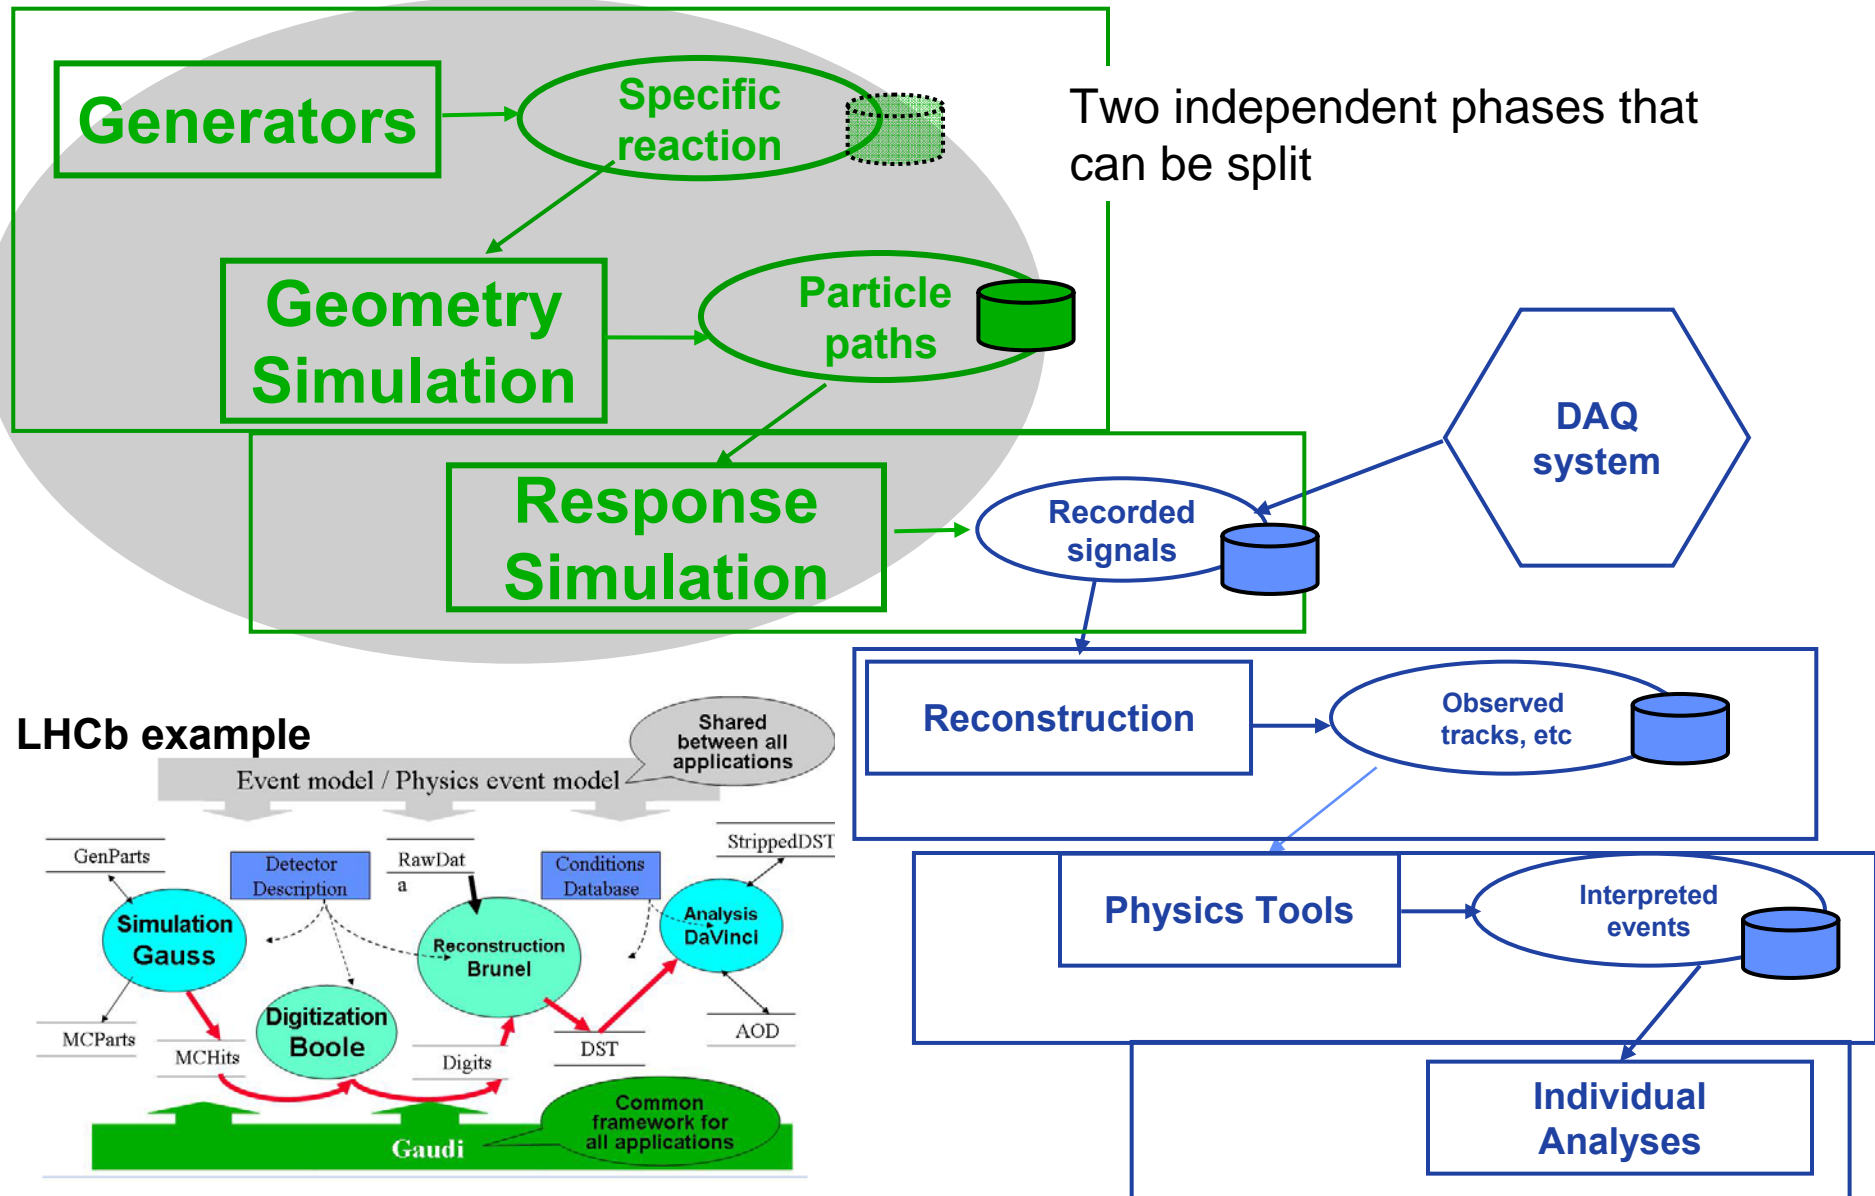 Generators
Specific
reaction
Two independent phases that
can be split
Geometry
Simulation
Particle
paths
DAQ
system
Response
Simulation
Recorded
signals
Reconstruction
Observed
tracks, etc
Physics Tools
Interpreted
events
Individual
Analyses
LHCb example
Shared
between all
applications
Event model / Physics event model
GenParts
Detector
Description
RawDat
a
Conditions
Database
StrippedDST
Simulation
Gauss
Reconstruction
Brunel
Analysis
DaVinci
Digitization
Boole
MCParts
MCHits
Digits
DST
AOD
Common
framework for
all applications
Gaudi